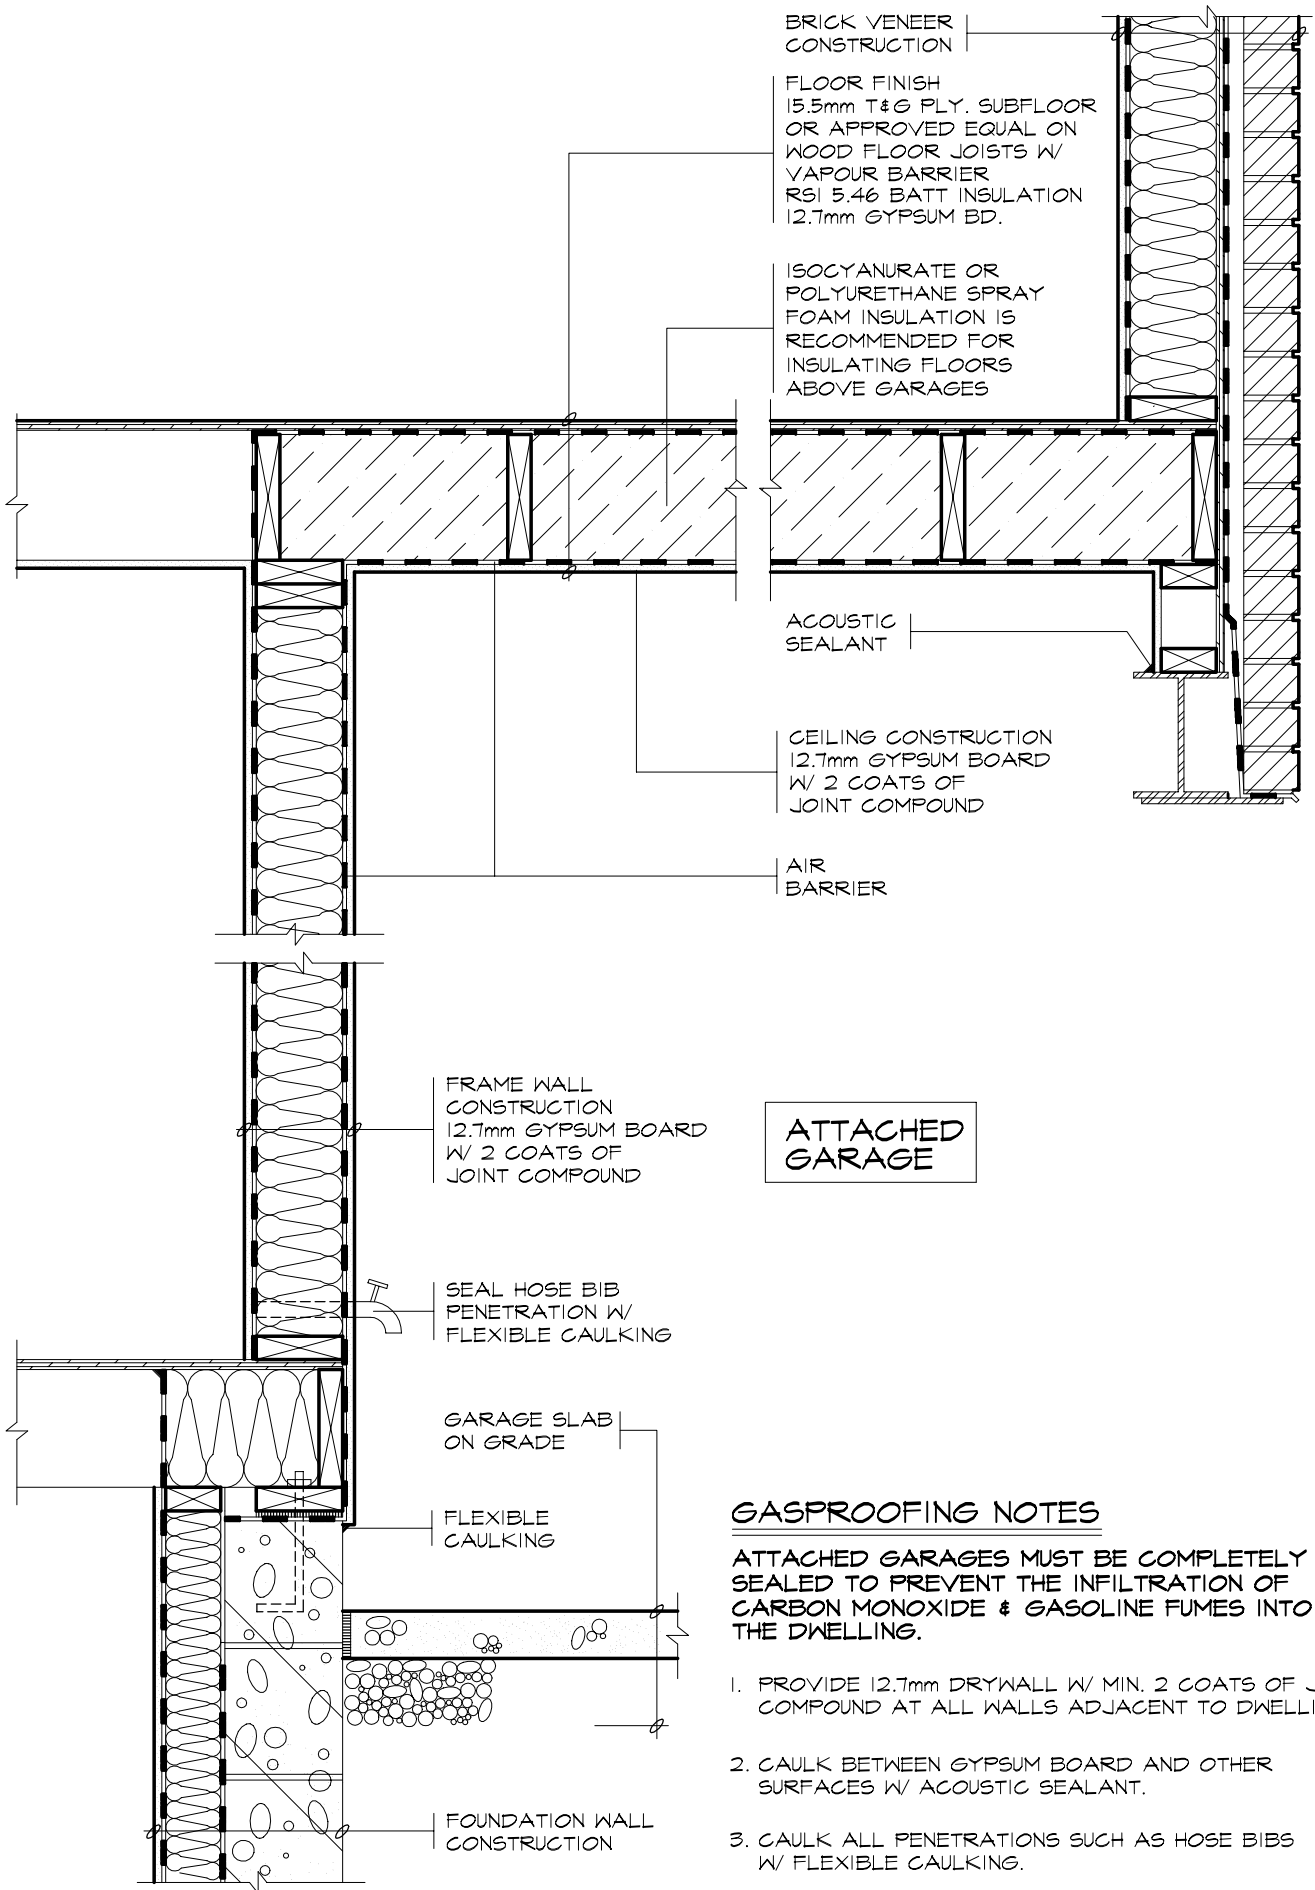 BRICK VENEER
CONSTRUCTION
FLOOR FINISH
15.5mm T&G PLY. SUBFLOOR
OR APPROVED EQUAL ON
WOOD FLOOR JOISTS W/
VAPOUR BARRIER
RSI 5.46 BATT INSULATION
12.7mm GYPSUM BD.
ISOCYANURATE OR
POLYURETHANE SPRAY
FOAM INSULATION IS
RECOMMENDED FOR
INSULATING FLOORS
ABOVE GARAGES
ACOUSTIC
SEALANT
CEILING CONSTRUCTION
12.7mm GYPSUM BOARD
W/ 2 COATS OF
JOINT COMPOUND
AIR
BARRIER
FRAME WALL
CONSTRUCTION
12.7mm GYPSUM BOARD
W/ 2 COATS OF
JOINT COMPOUND
ATTACHED
GARAGE
SEAL HOSE BIB
PENETRATION W/
FLEXIBLE CAULKING
GARAGE SLAB
ON GRADE
FLEXIBLE
CAULKING
FOUNDATION WALL
CONSTRUCTION
GASPROOFING NOTES
ATTACHED GARAGES MUST BE COMPLETELY
SEALED TO PREVENT THE INFILTRATION OF
CARBON MONOXIDE & GASOLINE FUMES INTO
THE DWELLING.
1. PROVIDE 12.7mm DRYWALL W/ MIN. 2 COATS OF
COMPOUND AT ALL WALLS ADJACENT TO
2. CAULK BETWEEN GYPSUM BOARD AND OTHER
SURFACES W/ ACOUSTIC SEALANT.
3. CAULK ALL PENETRATIONS SUCH AS HOSE BIBS
W/ FLEXIBLE CAULKING.